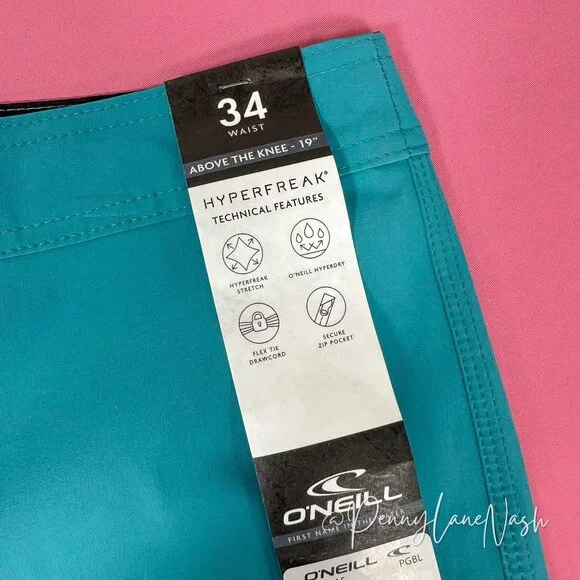 34
WAIST
ABOVE THE KNEE - 19"
HYPERFREAK®
TECHNICAL FEATURES
HYPERFREAK
STRETCH
O'NEILL HYPERDRY
FLEX TIE
DRAWCORD
SECURE
ZIP POCKET
O'NEILL
FIRST NAME IN THE WATER
@PennyLaneNash
O'NEILL
PGBL